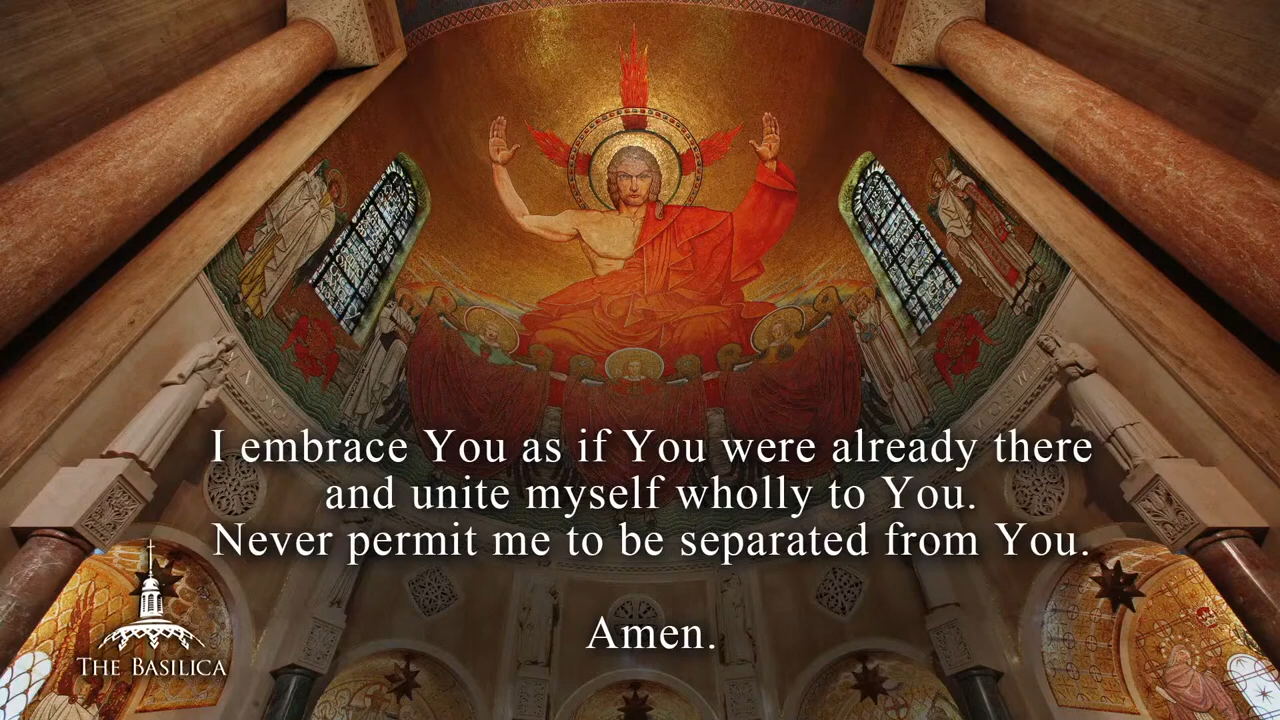 I embrace You as if You were already there
and unite myself wholly to You.
Never permit me to be separated from You.
Amen.
THE BASILICA